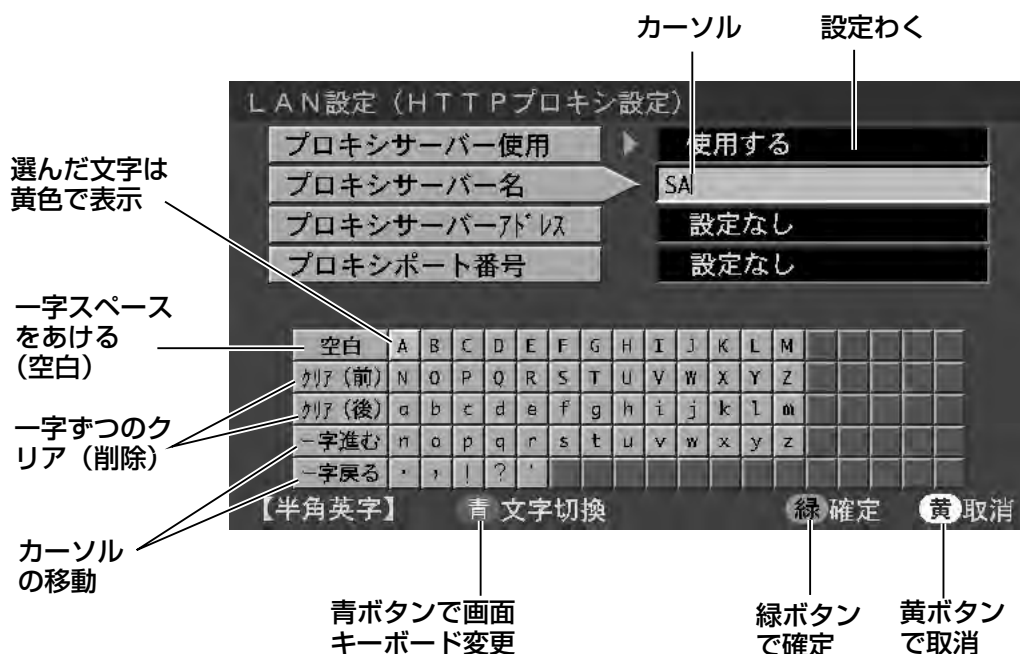 カーソル 設定わく
LAN設定(HTTPプロキシ設定)
プロキシサーバー使用 使用する
プロキシサーバー名 SA
プロキシサーバーアドレス 設定なし
プロキシポート番号 設定なし
選んだ文字は
黄色で表示
一字スペース
をあける
(空白)
一字ずつのク
リア(削除)
カーソル
の移動
空白 A B C D E F G H I J K L M
クリア(前) N O P Q R S T U V W X Y Z
クリア(後) a b c d e f g h i j k l m
一字進む n o p q r s t u v w x y z
一字戻る . , ! ? '
【半角英字】 青 文字切換 緑 確定 黄 取消
青ボタンで画面
キーボード変更
緑ボタン
で確定
黄ボタン
で取消